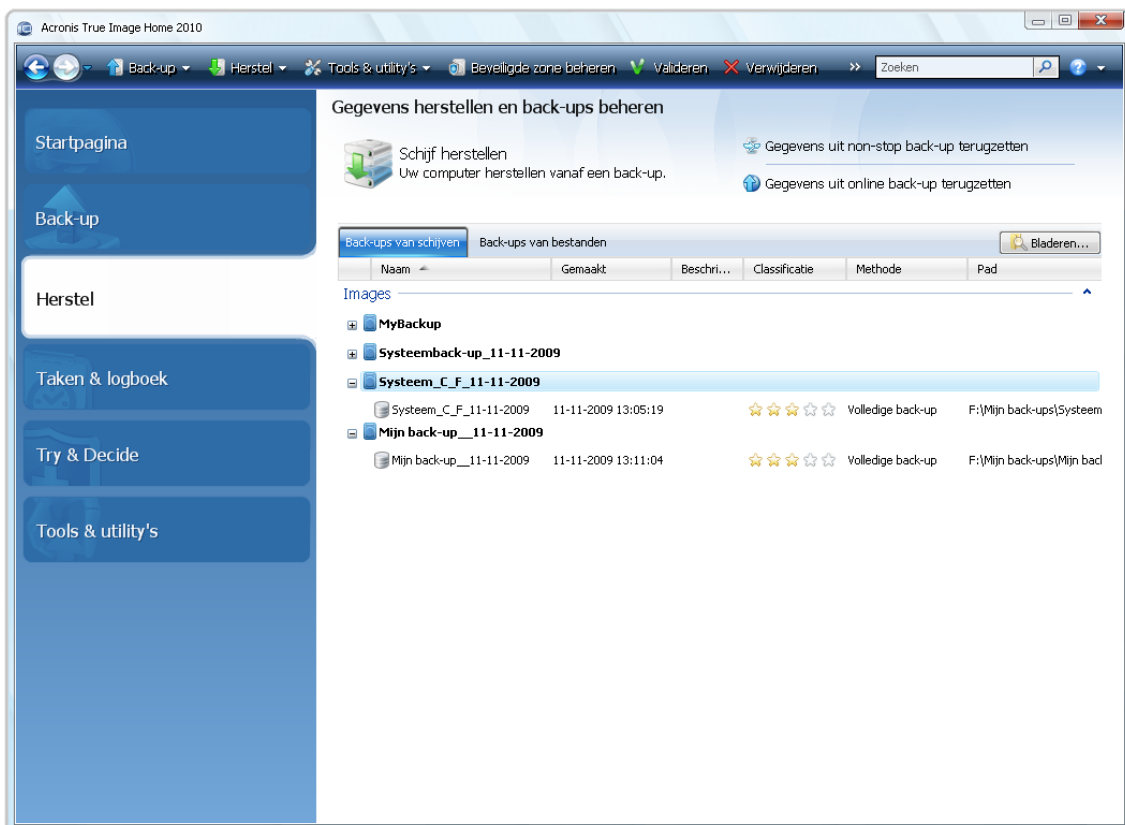 Acronis True Image Home 2010
Back-up Herstel Tools & utility's Beveiligde zone beheren Valideren Verwijderen >> Zoeken
Startpagina
Back-up
Herstel
Taken & logboek
Try & Decide
Tools & utility's
Gegevens herstellen en back-ups beheren
Schijf herstellen
Uw computer herstellen vanaf een back-up.
Gegevens uit non-stop back-up terugzetten
Gegevens uit online back-up terugzetten
Back-ups van schijven Back-ups van bestanden Bladeren...
Naam Gemaakt Beschri... Classificatie Methode Pad
Images
MyBackup
Systeemback-up_11-11-2009
Systeem_C_F_11-11-2009
Systeem_C_F_11-11-2009 11-11-2009 13:05:19 Volledige back-up F:\Mijn back-ups\Systeem
Mijn back-up__11-11-2009
Mijn back-up__11-11-2009 11-11-2009 13:11:04 Volledige back-up F:\Mijn back-ups\Mijn bacl